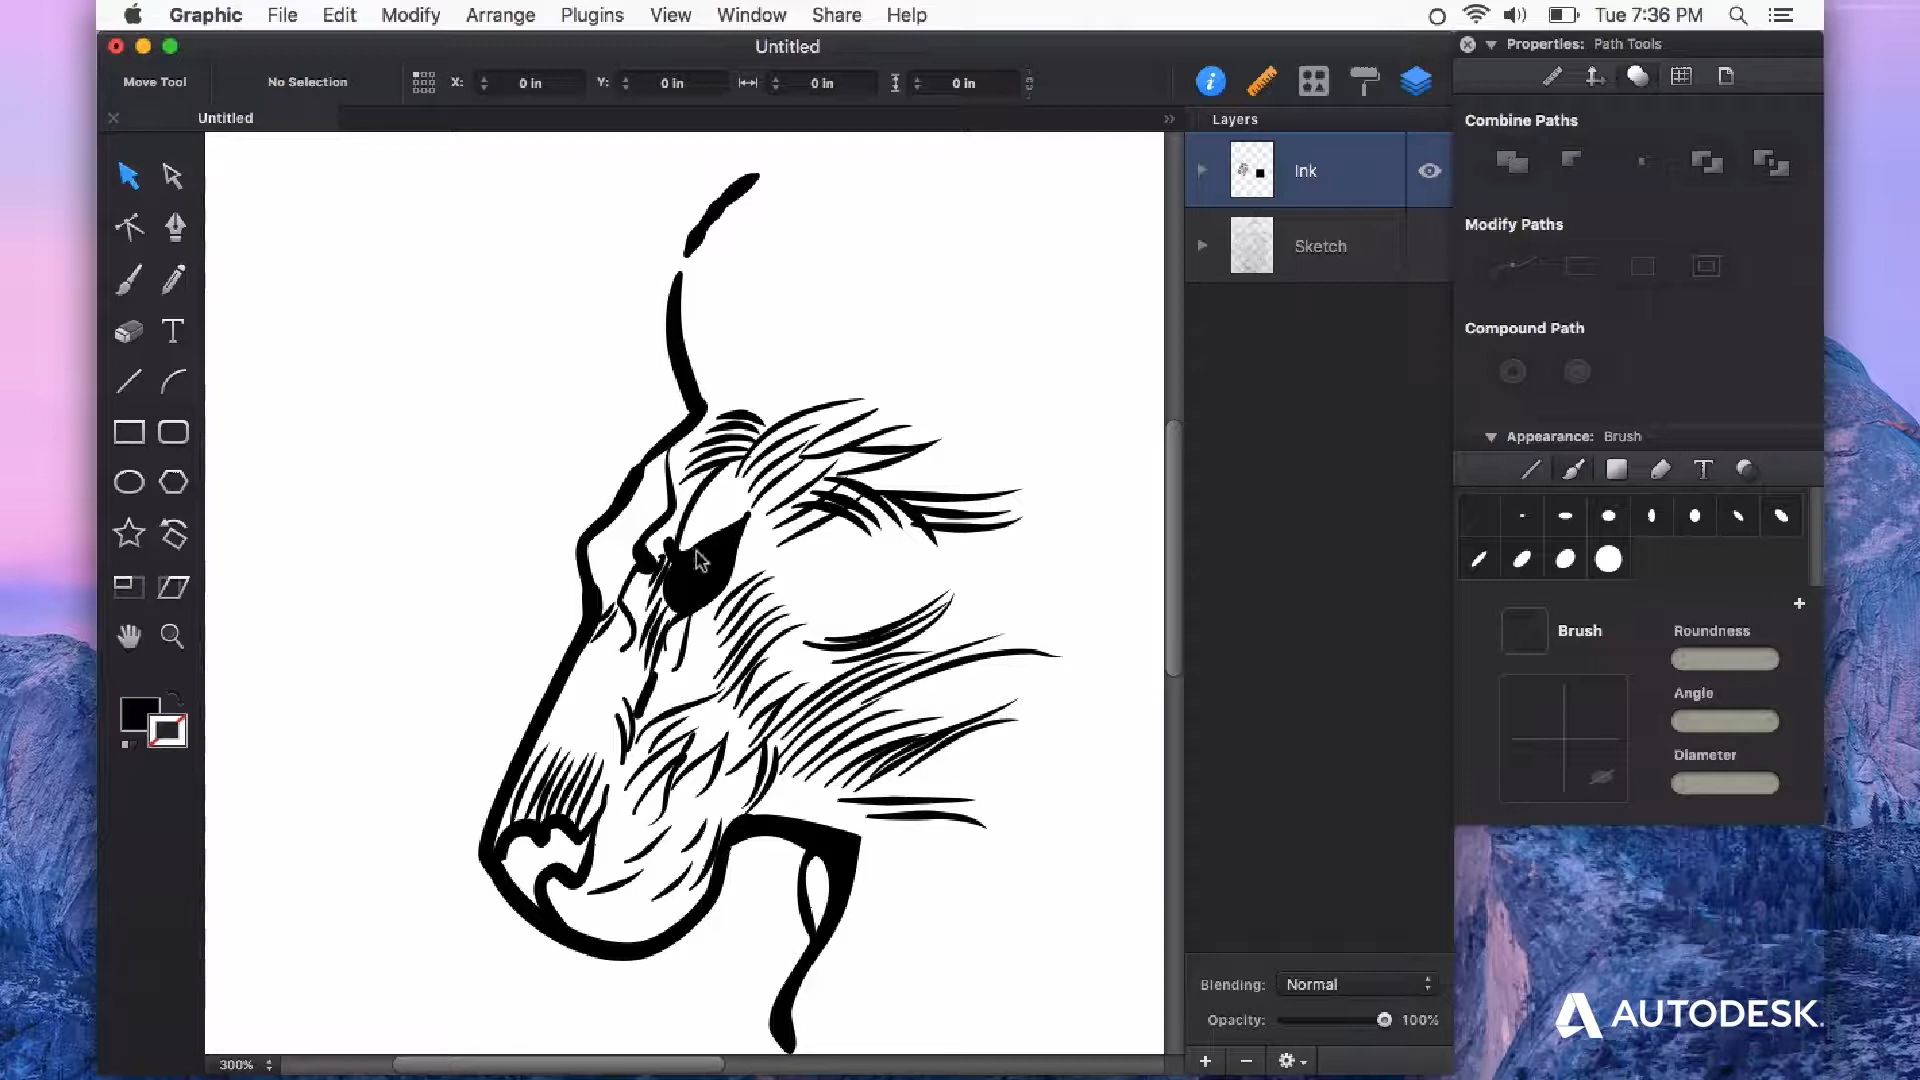 Graphic File Edit Modify Arrange Plugins View Window Share Help Tue 7:36 PM
Untitled
Properties: Path Tools
Move Tool No Selection X: 0 in Y: 0 in 0 in 0 in
Untitled
Layers
Combine Paths
Ink
Modify Paths
Sketch
Compound Path
Appearance: Brush
Brush
Roundness
Angle
Diameter
Blending: Normal
Opacity: 100%
AUTODESK.
300%